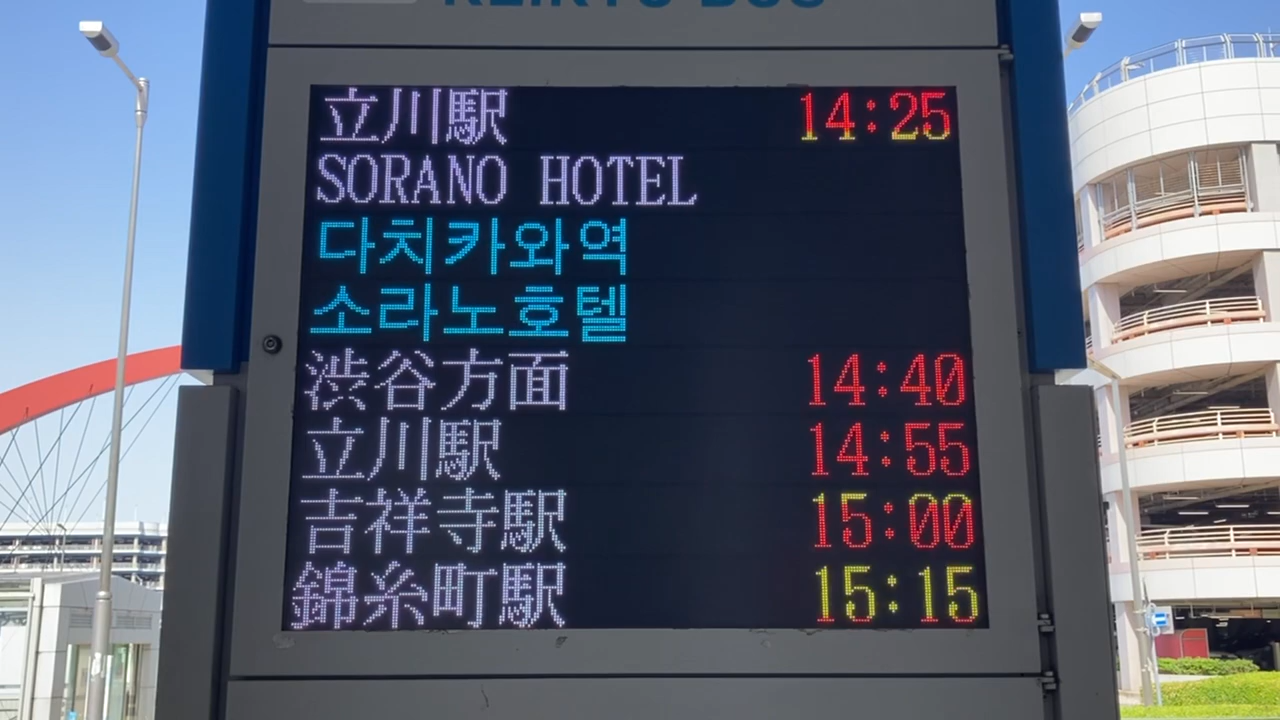 KEIKYU BUS
立川駅 14:25
SORANO HOTEL
다치카와역
소라노호텔
渋谷方面 14:40
立川駅 14:55
吉祥寺駅 15:00
錦糸町駅 15:15